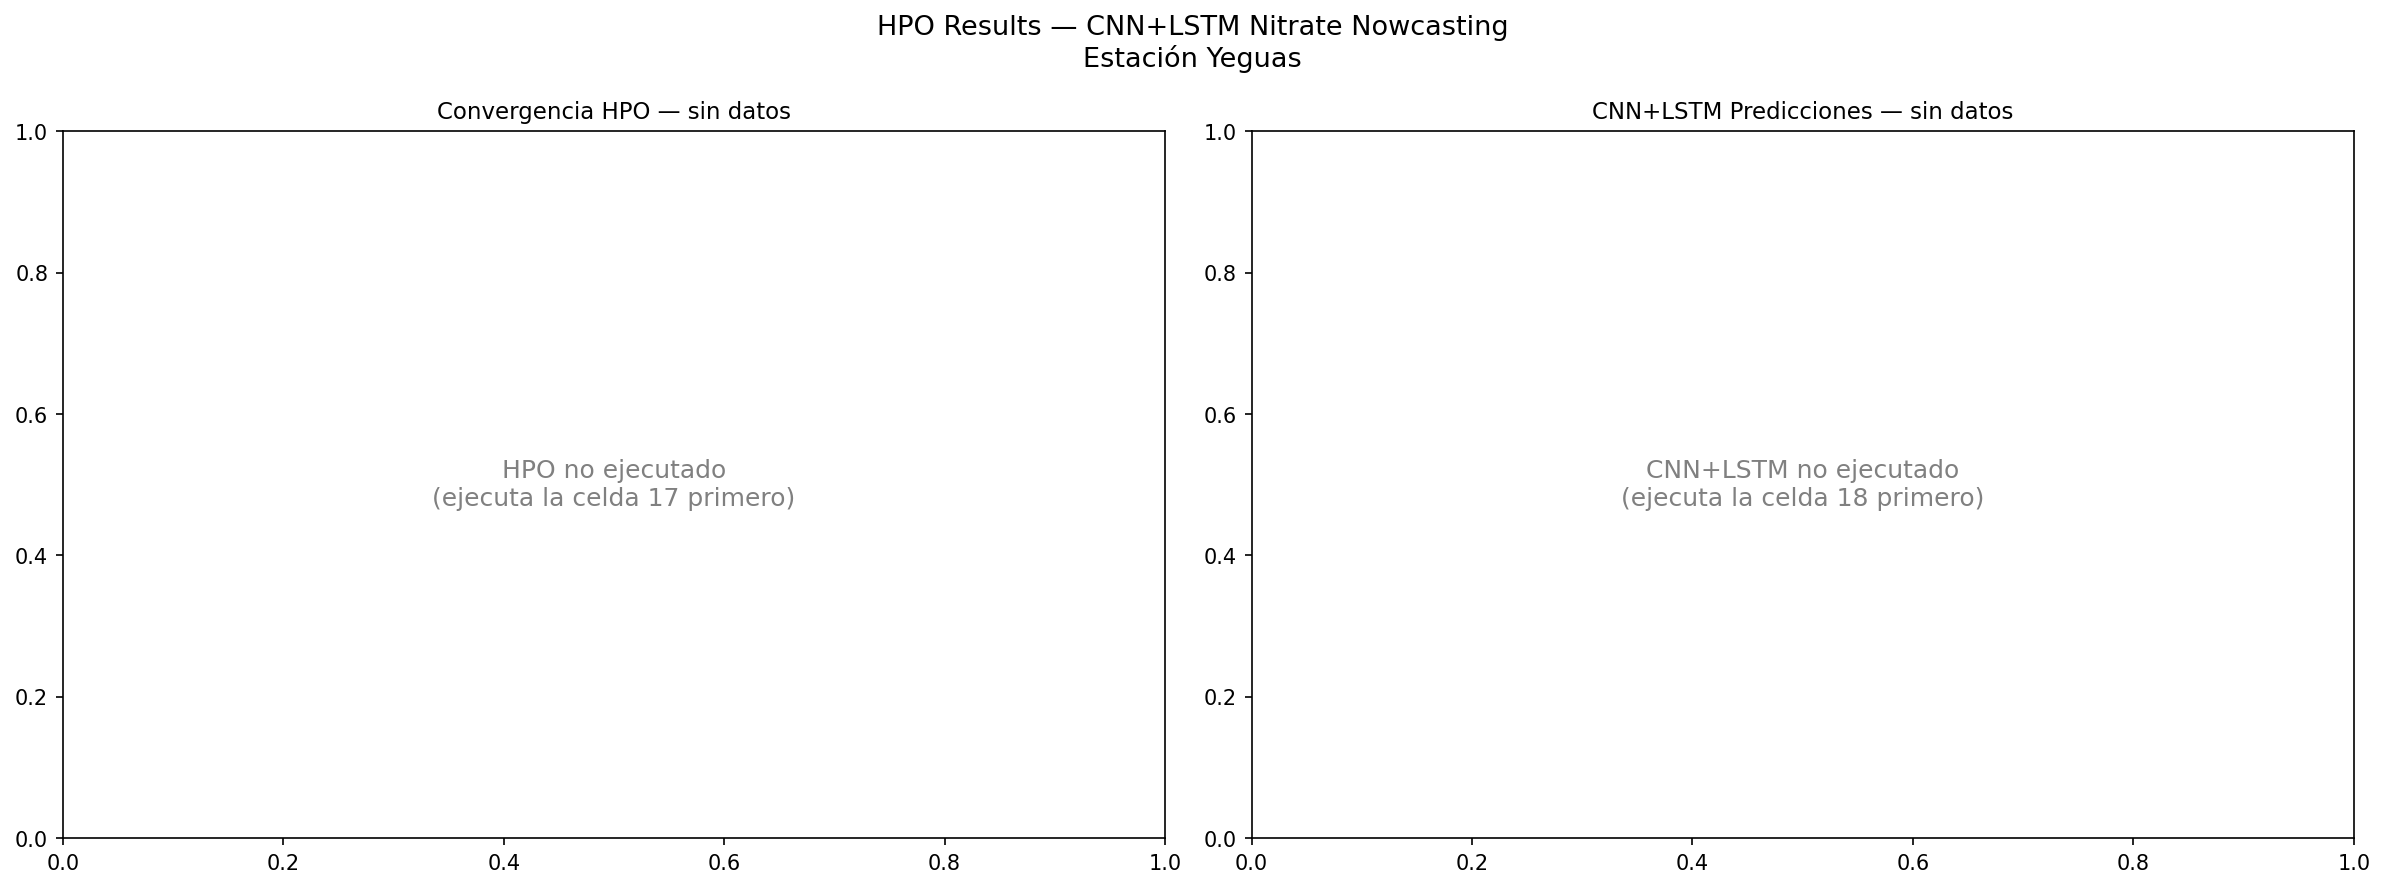 HPO Results — CNN+LSTM Nitrate Nowcasting
Estación Yeguas
Convergencia HPO — sin datos
1.0
0.8
0.6
0.4
0.2
0.0
HPO no ejecutado
(ejecuta la celda 17 primero)
0.0 0.2 0.4 0.6 0.8 1.0
CNN+LSTM Predicciones — sin datos
1.0
0.8
0.6
0.4
0.2
0.0
CNN+LSTM no ejecutado
(ejecuta la celda 18 primero)
0.0 0.2 0.4 0.6 0.8 1.0